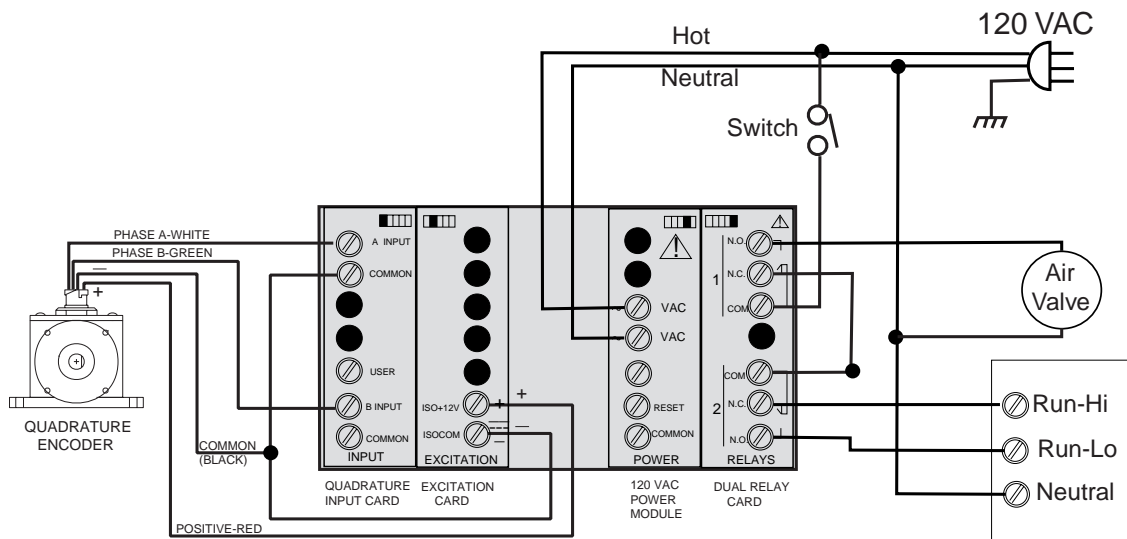 120 VAC
Hot
Neutral
Switch
PHASE A-WHITE
PHASE B-GREEN
—
+
QUADRATURE
ENCODER
COMMON
(BLACK)
POSITIVE-RED
A INPUT
COMMON
USER
B INPUT
COMMON
INPUT
QUADRATURE
INPUT CARD
ISO+12V
+
+
ISOCOM
—
—
EXCITATION
EXCITATION
CARD
VAC
VAC
RESET
COMMON
POWER
120 VAC
POWER
MODULE
N.O.
1
N.C.
COM
COM
2
N.C.
N.O.
RELAYS
DUAL RELAY
CARD
Air
Valve
Run-Hi
Run-Lo
Neutral